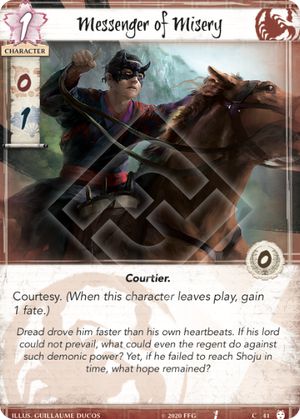 1
Messenger of Misery
CHARACTER
0
1
0
Courtier.
Courtesy. (When this character leaves play, gain
1 fate.)
Dread drove him faster than his own heartbeats. If his lord
could not prevail, what could even the regent do against
such demonic power? Yet, if he failed to reach Shoju in
time, what hope remained?
ILLUS. GUILLAUME DUCOS © 2020 FFG C 41